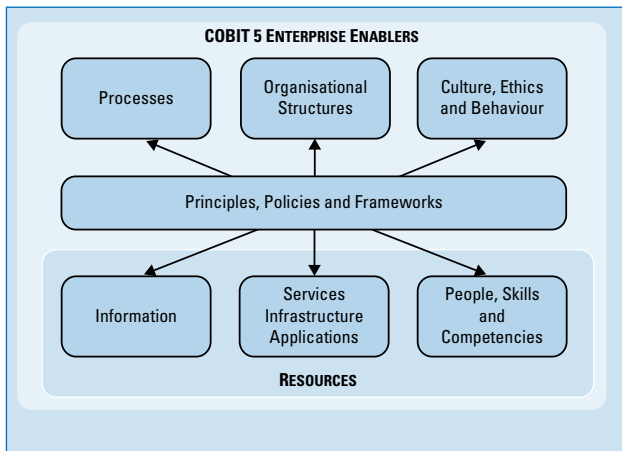 COBIT 5 ENTERPRISE ENABLERS
Processes
Organisational
Structures
Culture, Ethics
and Behaviour
Principles, Policies and Frameworks
Information
Services
Infrastructure
Applications
People, Skills
and
Competencies
RESOURCES